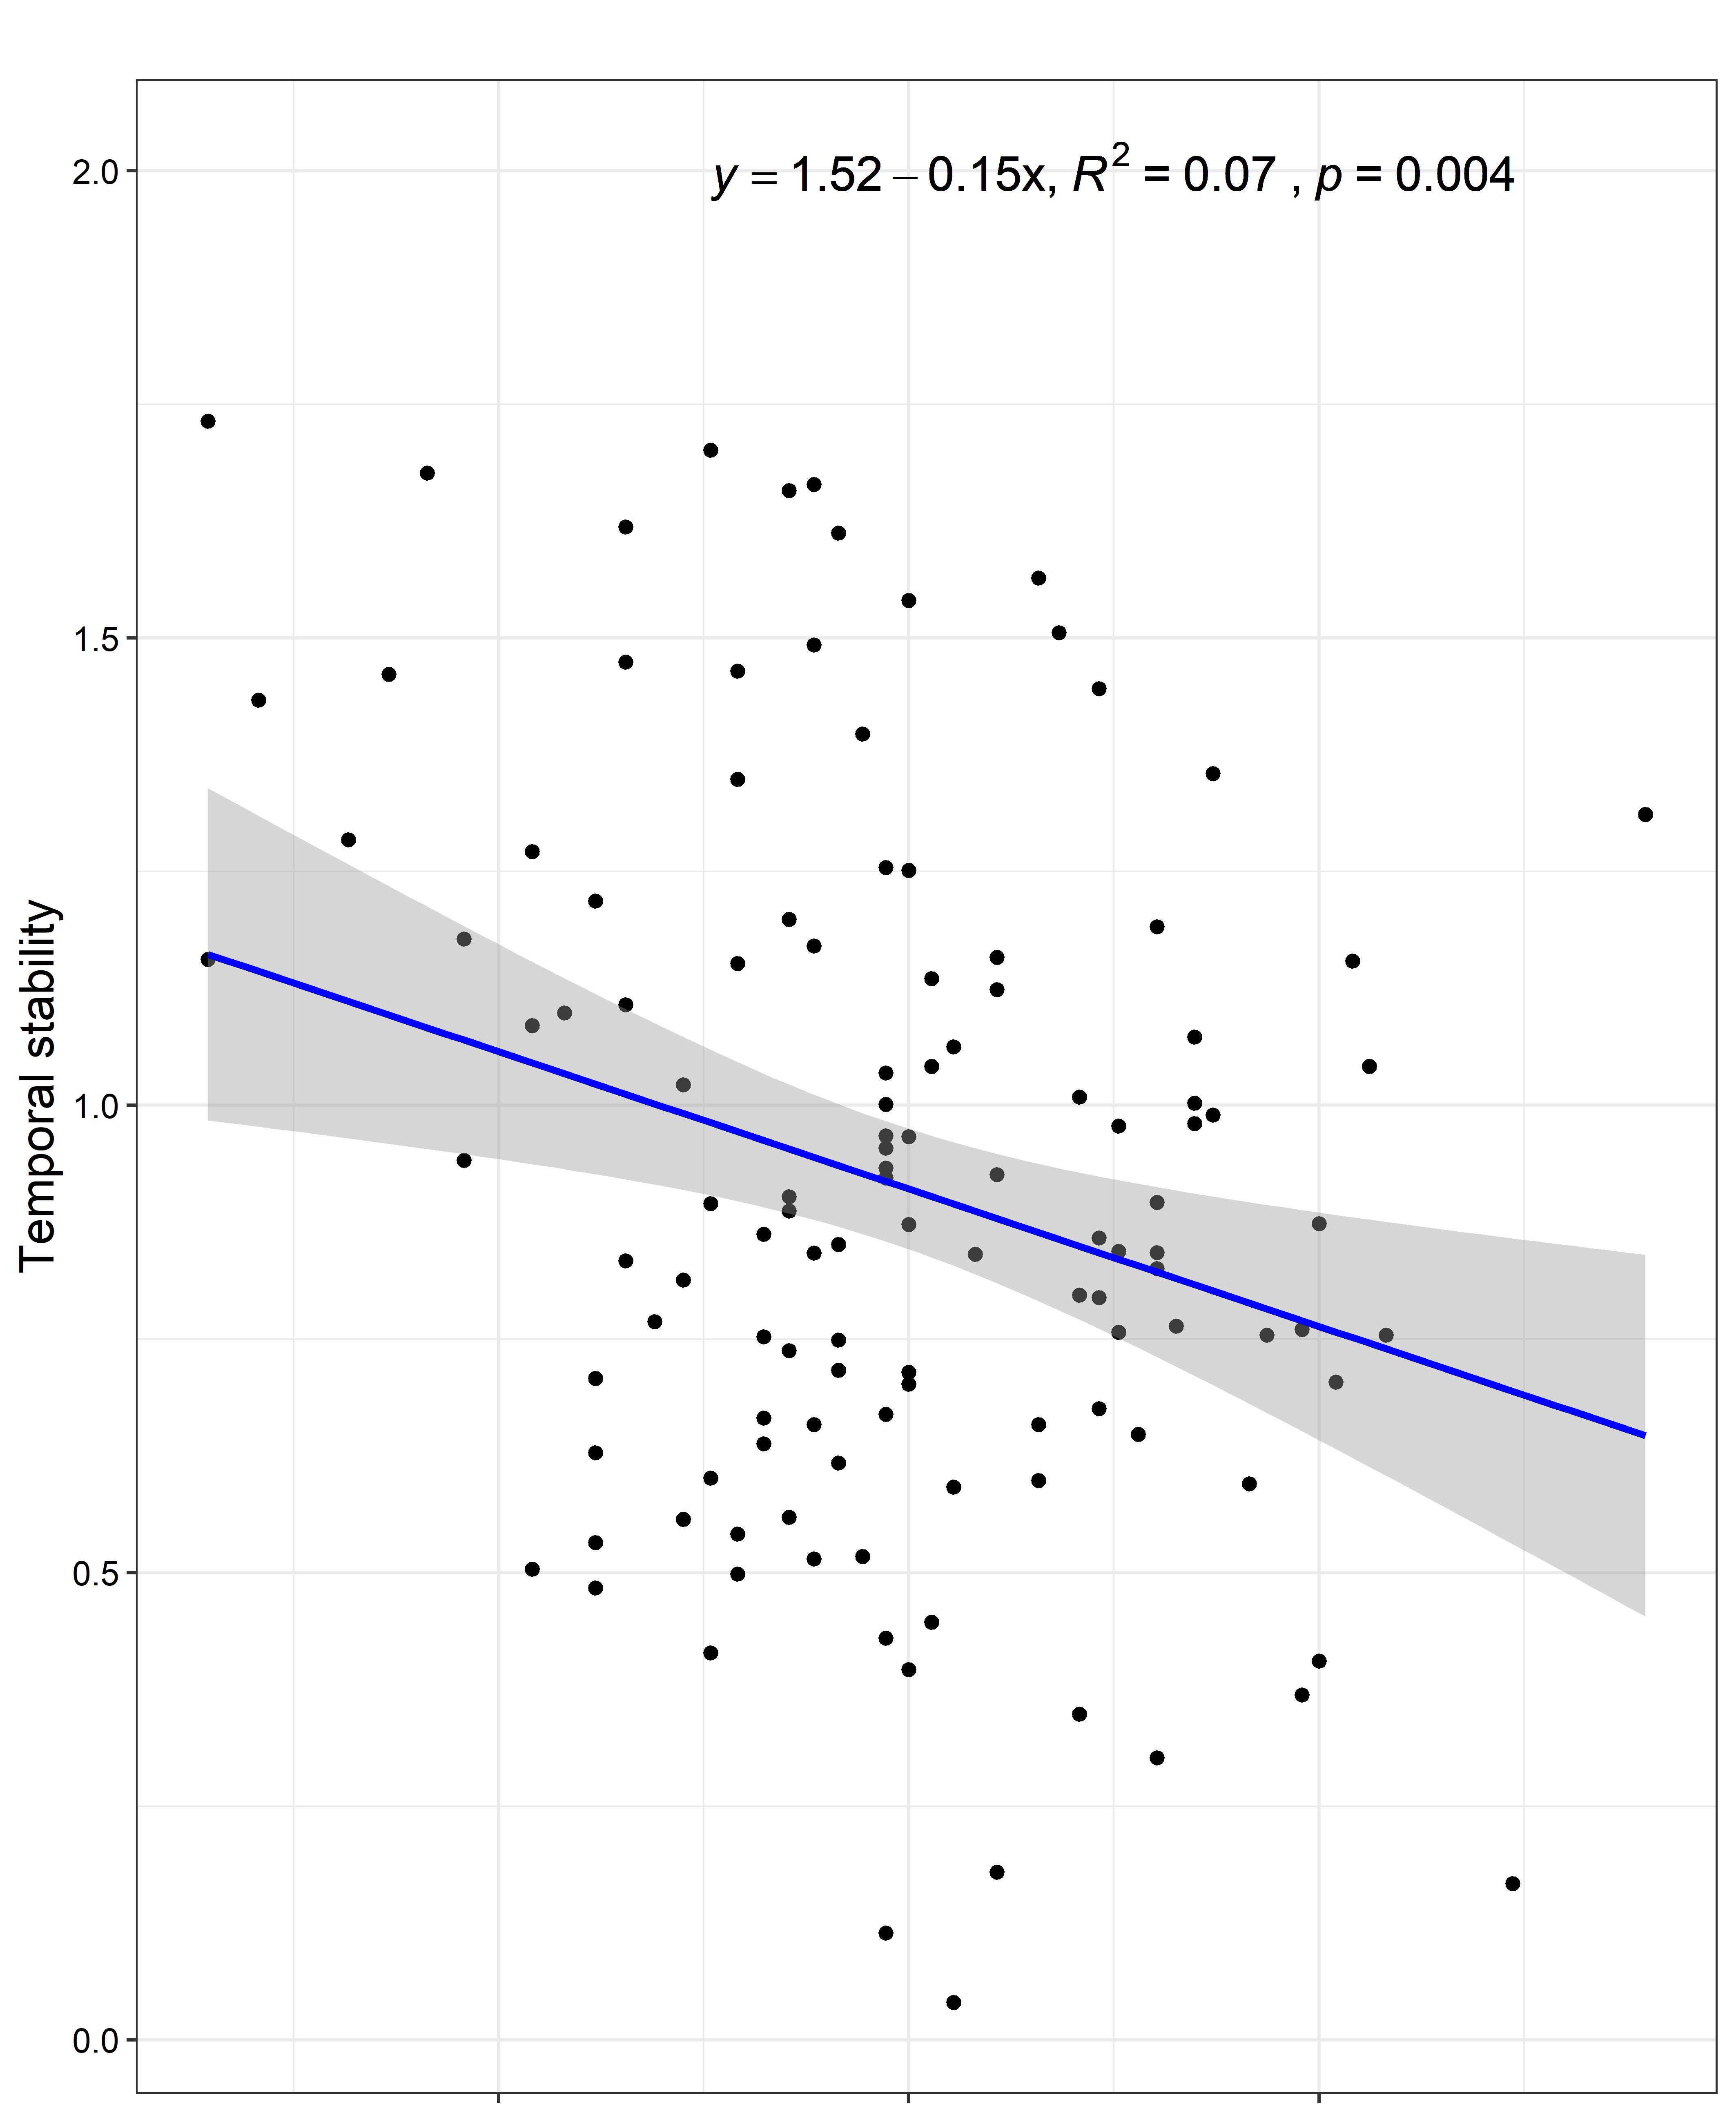 y = 1.52 – 0.15x, R² = 0.07 , p = 0.004
2.0
1.5
1.0
0.5
0.0
Temporal stability